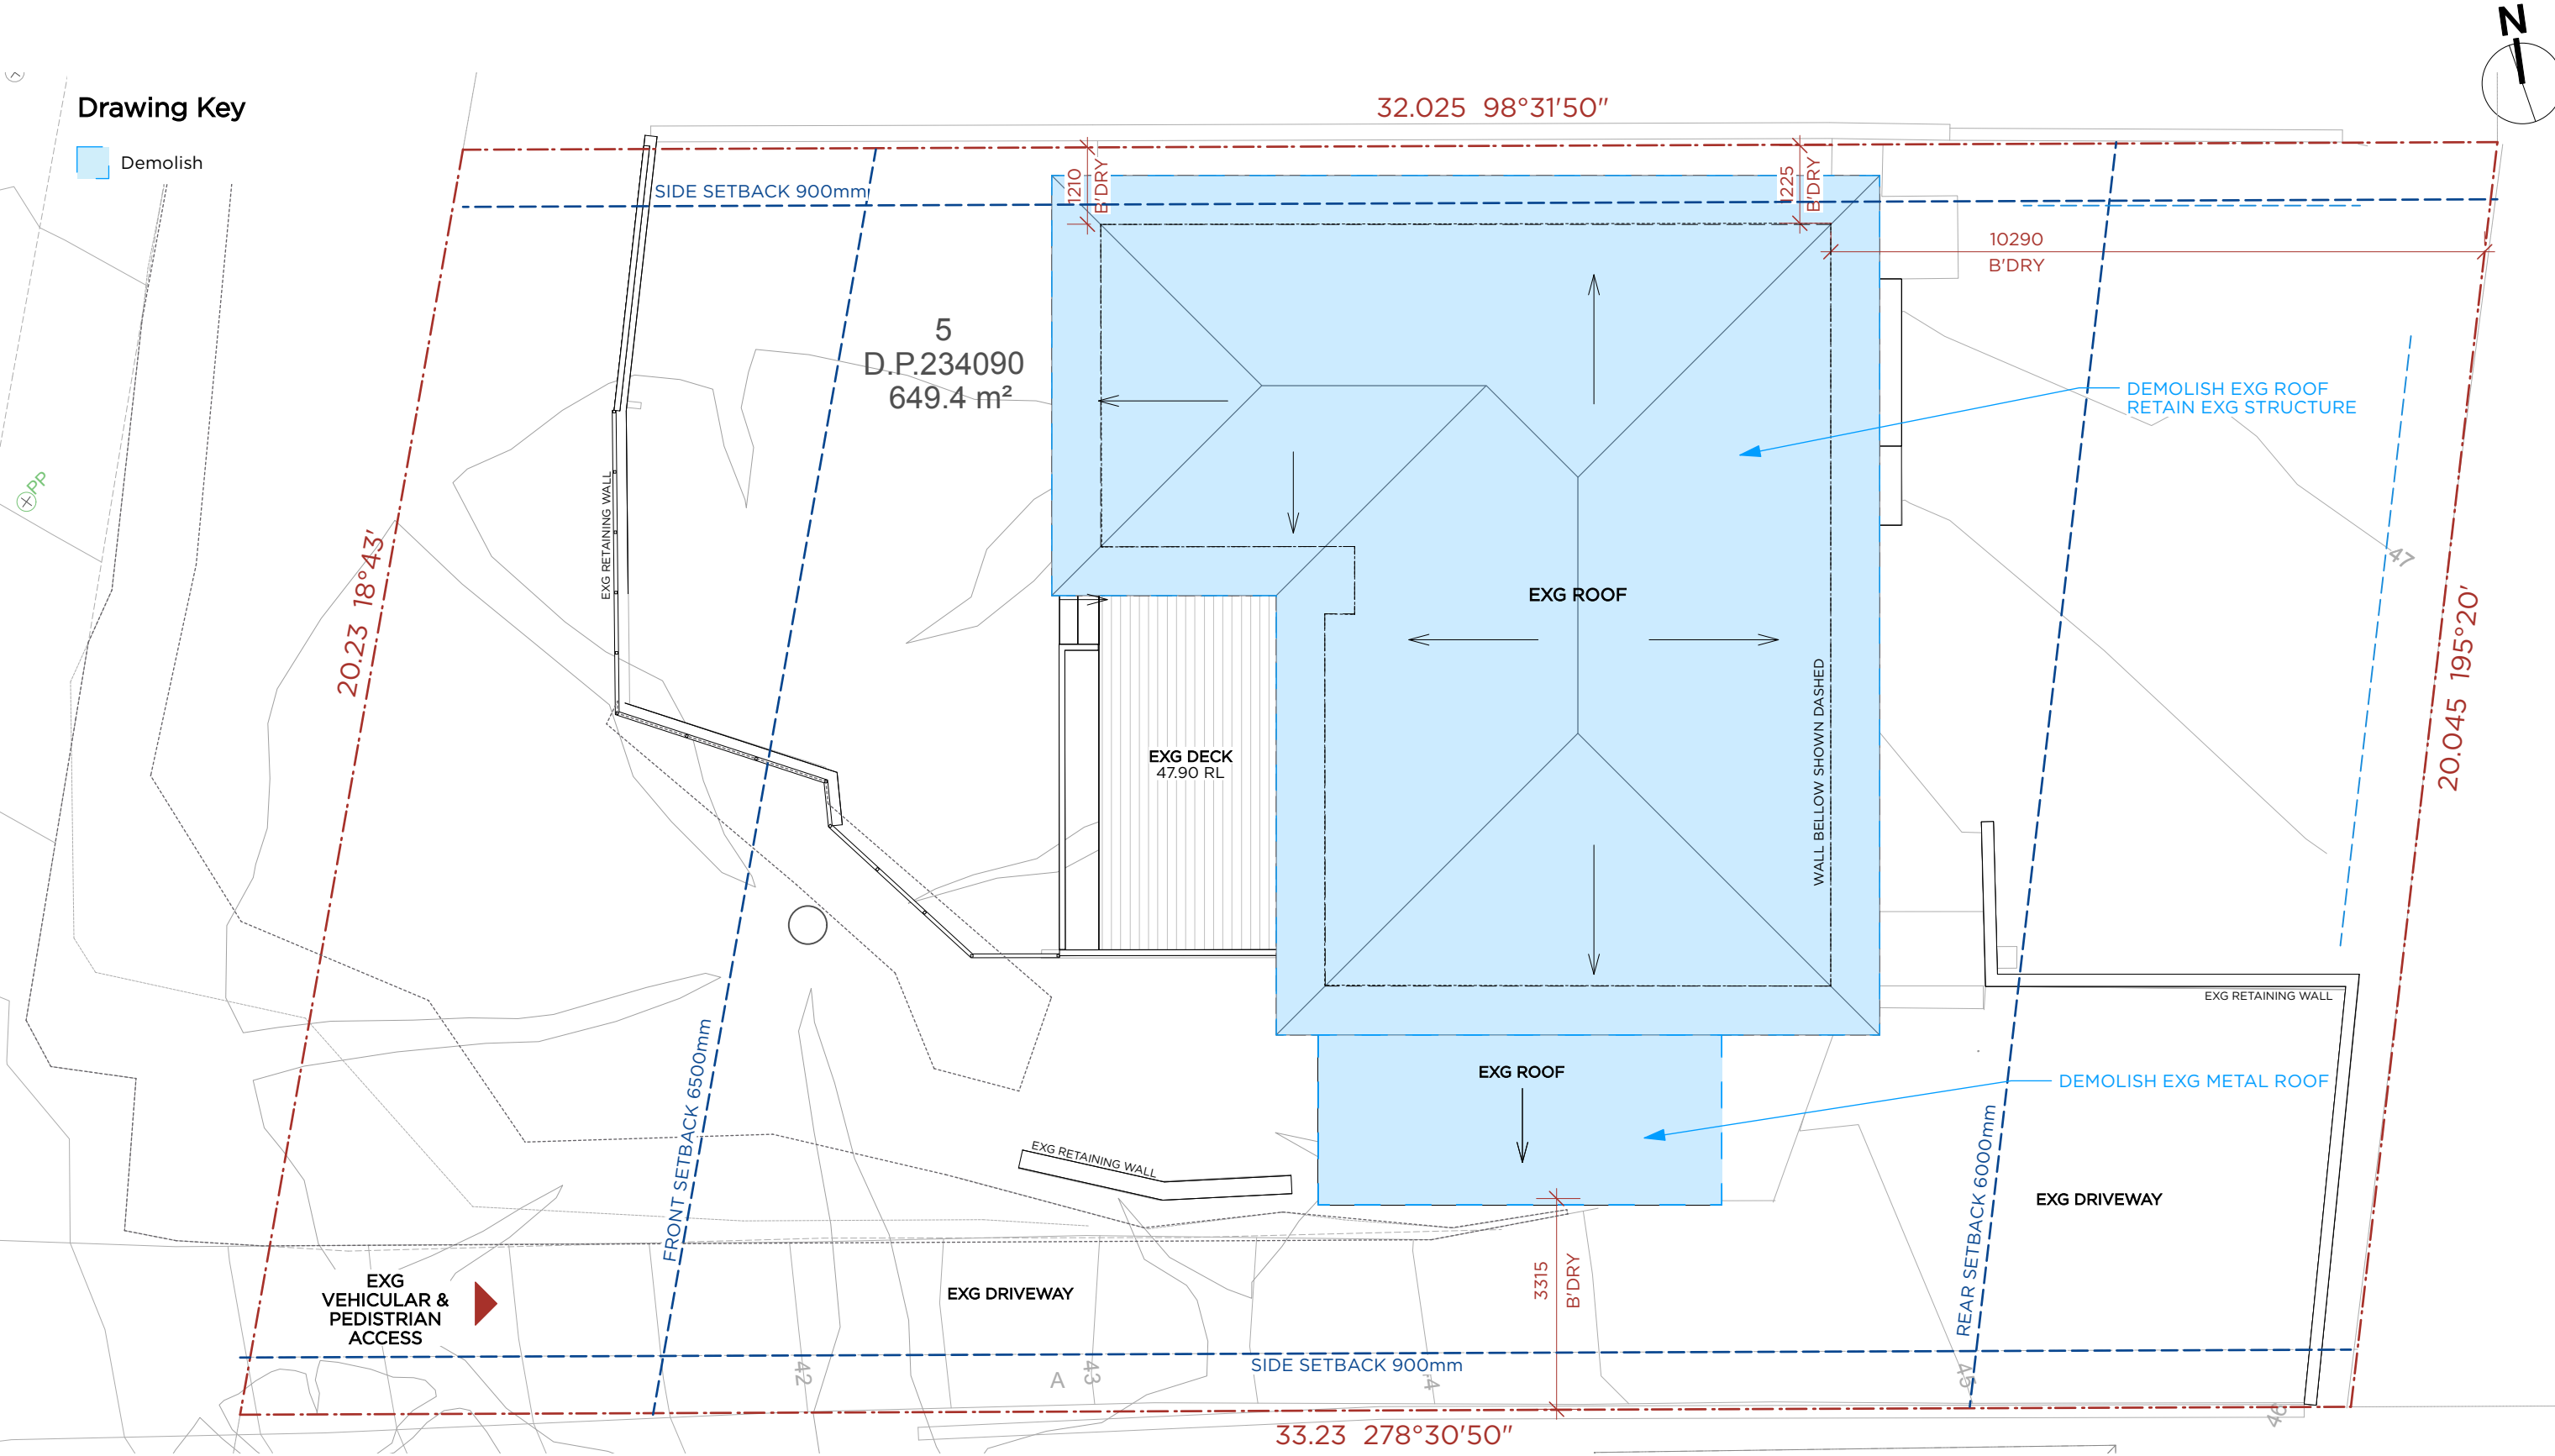 N
Drawing Key
Demolish
32.025 98°31'50"
SIDE SETBACK 900mm
1210
B'DRY
1225
B'DRY
10290
B'DRY
5
D.P.234090
649.4 m²
DEMOLISH EXG ROOF
RETAIN EXG STRUCTURE
PP
EXG RETAINING WALL
20.23 18°43'
47
EXG ROOF
20.045 195°20'
WALL BELLOW SHOWN DASHED
EXG DECK
47.90 RL
EXG RETAINING WALL
FRONT SETBACK 6500mm
EXG ROOF
DEMOLISH EXG METAL ROOF
EXG RETAINING WALL
REAR SETBACK 6000mm
EXG DRIVEWAY
EXG
VEHICULAR &
PEDISTRIAN
ACCESS
EXG DRIVEWAY
3315
B'DRY
SIDE SETBACK 900mm
42
A
43
45
46
33.23 278°30'50"